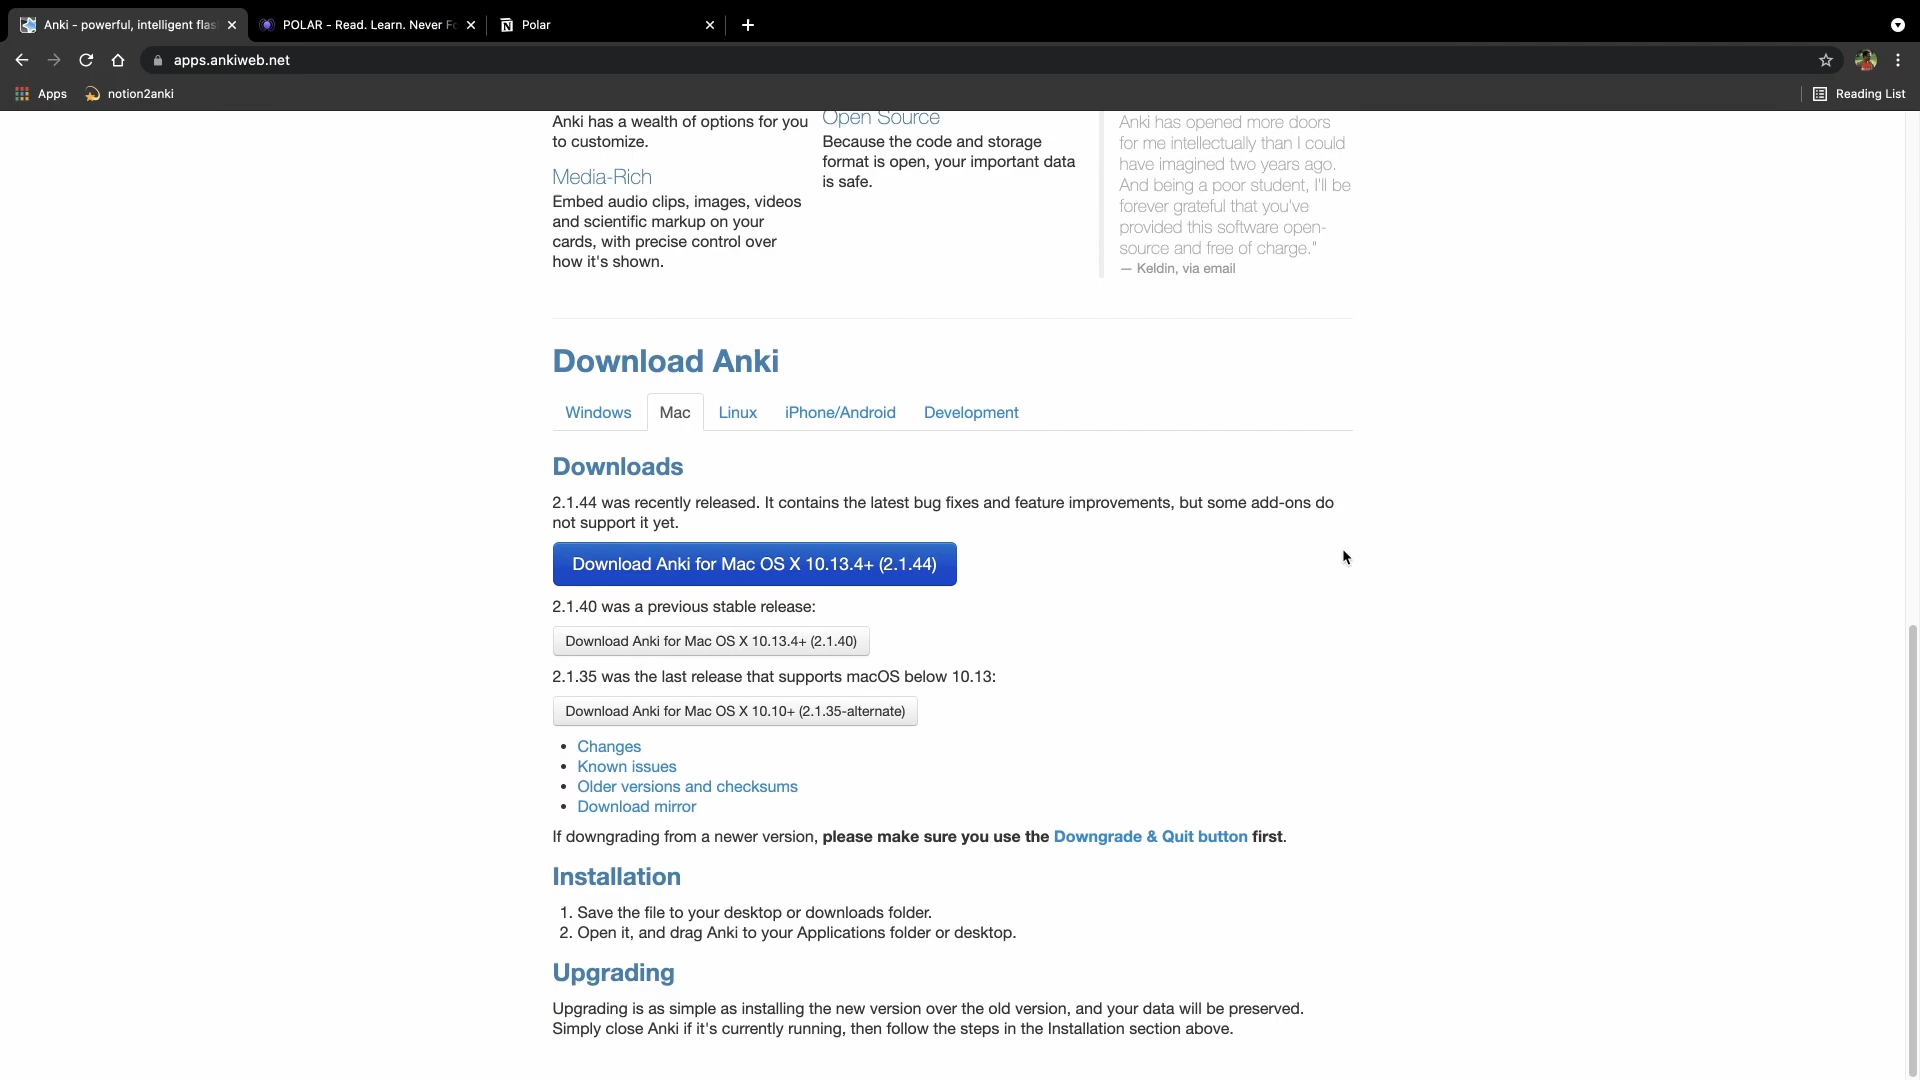 Anki - powerful, intelligent flas
POLAR - Read. Learn. Never Fo
Polar
apps.ankiweb.net
Apps
notion2anki
Reading List
Anki has a wealth of options for you
to customize.
Media-Rich
Embed audio clips, images, videos
and scientific markup on your
cards, with precise control over
how it's shown.
Open Source
Because the code and storage
format is open, your important data
is safe.
Anki has opened more doors
for me intellectually than I could
have imagined two years ago.
And being a poor student, I'll be
forever grateful that you've
provided this software open-
source and free of charge."
— Keldin, via email
Download Anki
Windows
Mac
Linux
iPhone/Android
Development
Downloads
2.1.44 was recently released. It contains the latest bug fixes and feature improvements, but some add-ons do
not support it yet.
Download Anki for Mac OS X 10.13.4+ (2.1.44)
2.1.40 was a previous stable release:
Download Anki for Mac OS X 10.13.4+ (2.1.40)
2.1.35 was the last release that supports macOS below 10.13:
Download Anki for Mac OS X 10.10+ (2.1.35-alternate)
• Changes
• Known issues
• Older versions and checksums
• Download mirror
If downgrading from a newer version, please make sure you use the Downgrade & Quit button first.
Installation
1. Save the file to your desktop or downloads folder.
2. Open it, and drag Anki to your Applications folder or desktop.
Upgrading
Upgrading is as simple as installing the new version over the old version, and your data will be preserved.
Simply close Anki if it's currently running, then follow the steps in the Installation section above.